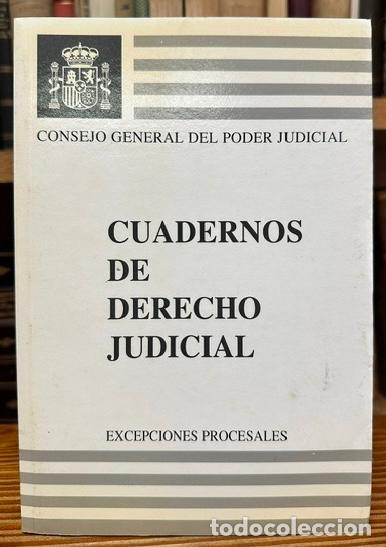 CONSEJO GENERAL DEL PODER JUDICIAL
CUADERNOS
DE
DERECHO
JUDICIAL
EXCEPCIONES PROCESALES
todocoleccion